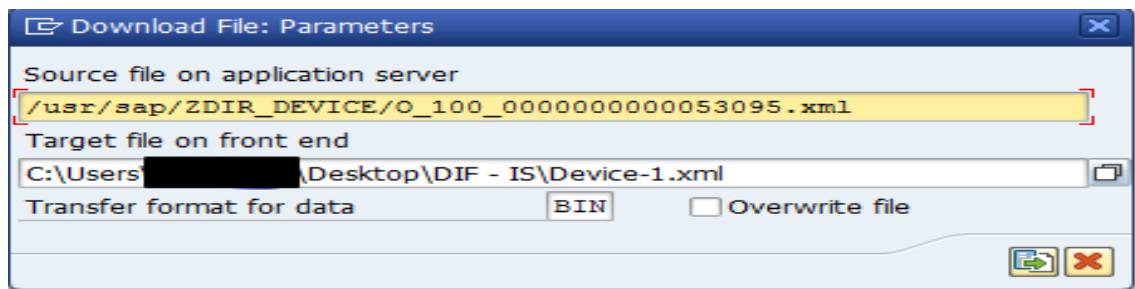 Download File: Parameters
Source file on application server
/usr/sap/ZDIR_DEVICE/O_100_0000000000053095.xml
Target file on front end
C:\Users\ \Desktop\DIF - IS\Device-1.xml
Transfer format for data BIN Overwrite file